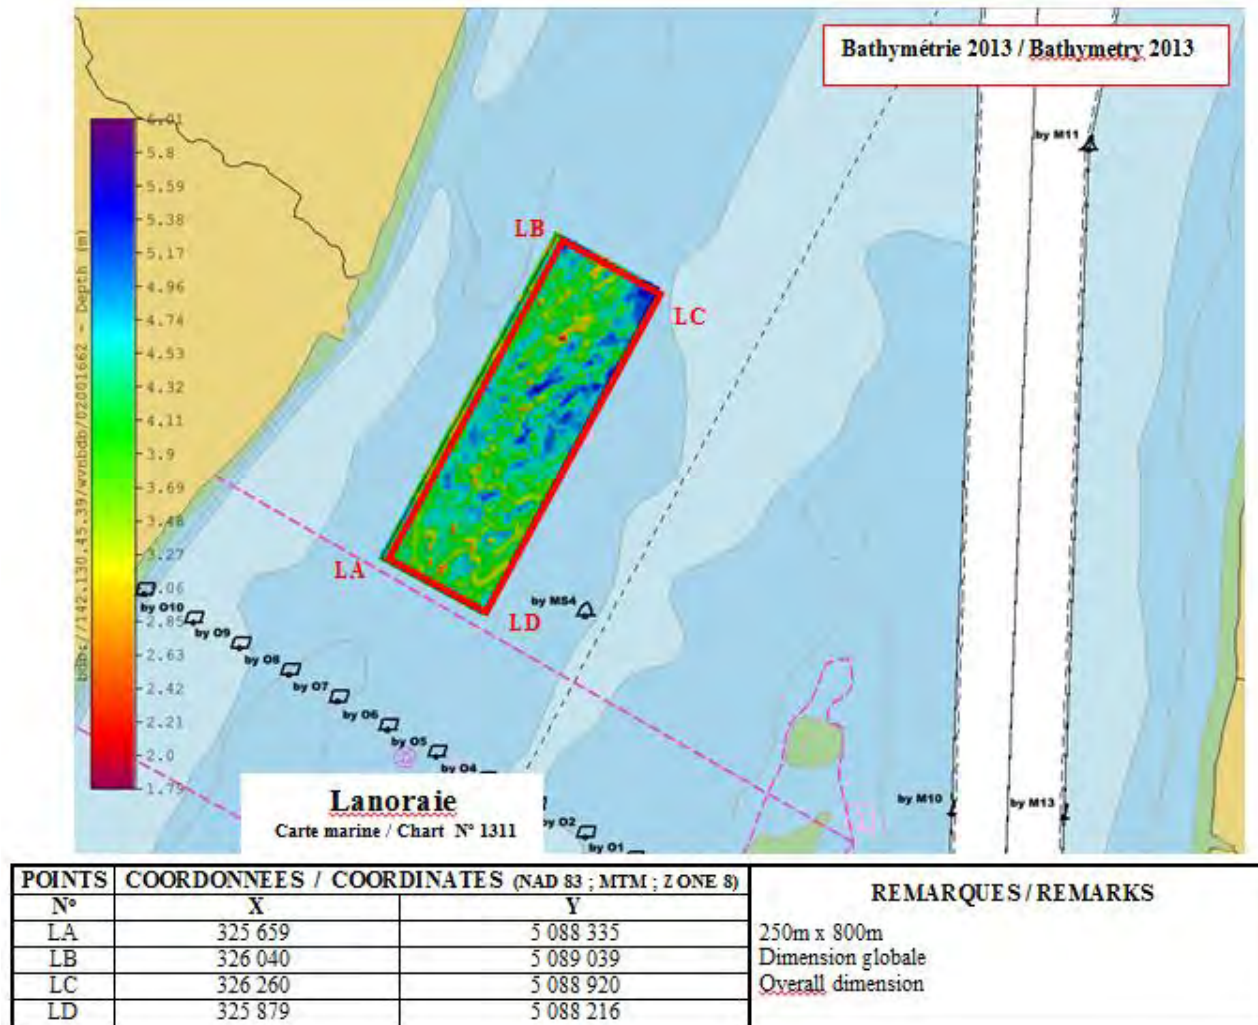 Bathymétrie 2013 / Bathymetry 2013
by M11
6.01
5.8
5.59
5.38
5.17
4.96
4.74
4.53
4.32
4.11
3.9
3.69
3.48
3.27
3.06
2.85
2.63
2.42
2.21
2.0
1.79
LB
LC
LA
LD
by MS4
by O10
by O9
by O8
by O7
by O6
by O5
by O4
by O2
by O1
by M10
by M13
Lanoraie
Carte marine / Chart N° 1311
POINTS COORDONNEES / COORDINATES (NAD 83 ; MTM ; ZONE 8) REMARQUES / REMARKS
N° X Y
LA 325 659 5 088 335 250m x 800m
LB 326 040 5 089 039 Dimension globale
LC 326 260 5 088 920 Overall dimension
LD 325 879 5 088 216